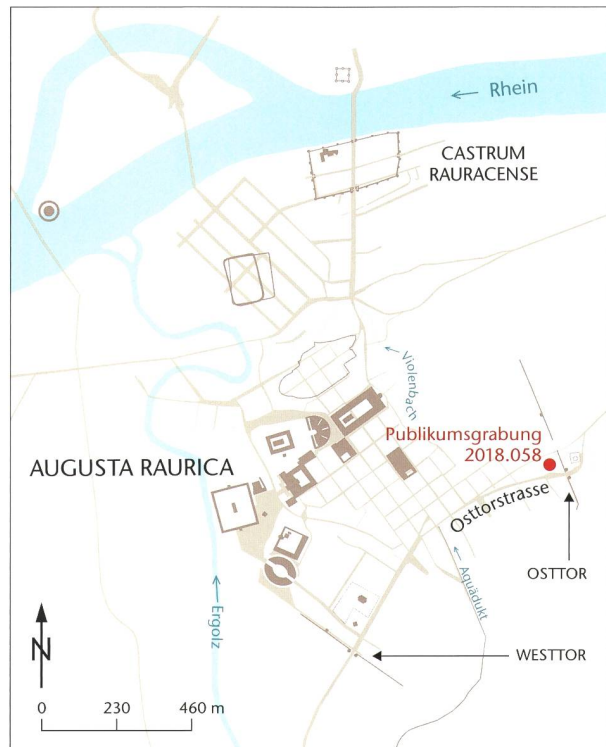 Rhein
CASTRUM
RAURACENSE
Violenbach
Publikumsgrabung
2018.058
AUGUSTA RAURICA
Osttorstrasse
OSTTOR
Aquädukt
Ergolz
N
WESTTOR
0 230 460 m